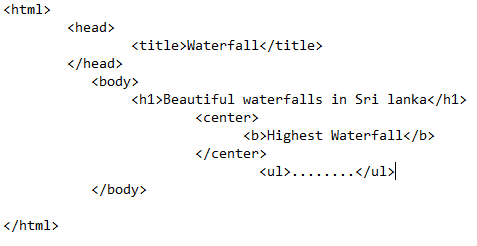 <html>
<head>
<title>Waterfall</title>
</head>
<body>
<h1>Beautiful waterfalls in Sri lanka</h1>
<center>
<b>Highest Waterfall</b>
</center>
<ul>........</ul>
</body>
</html>